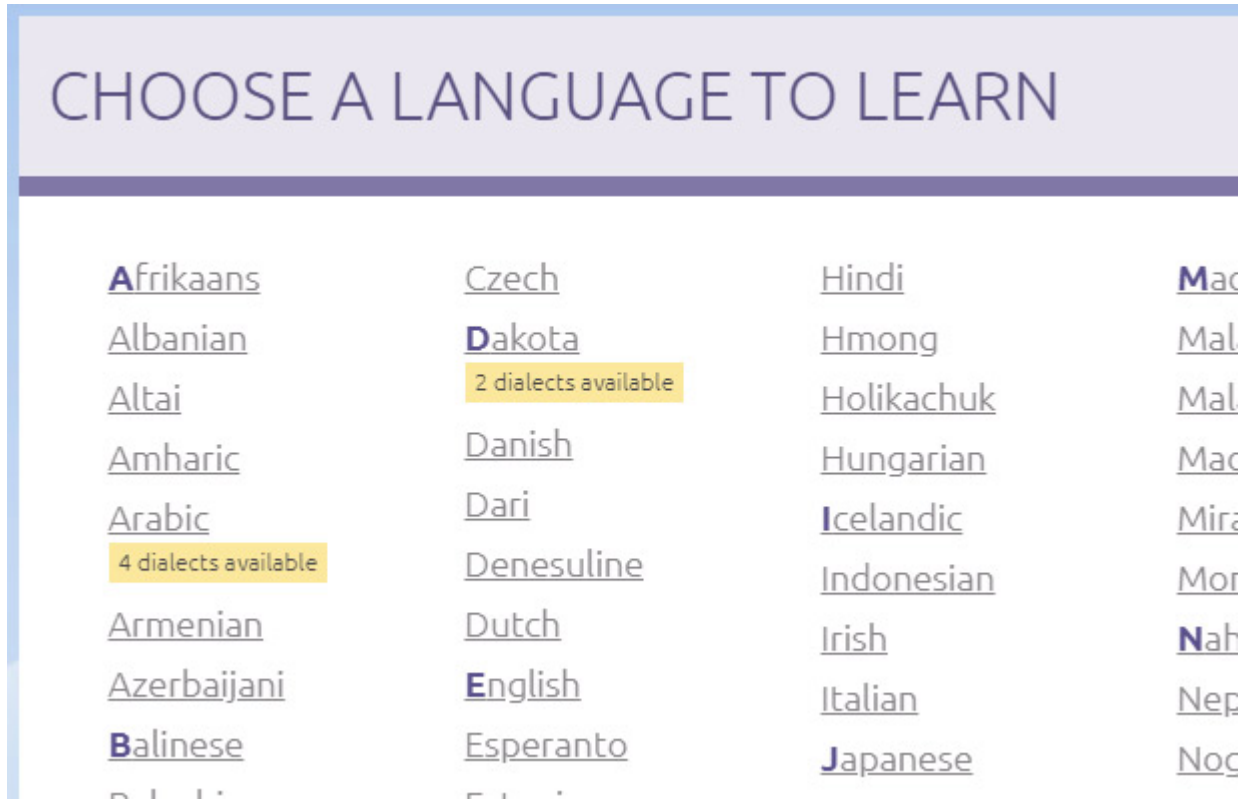 CHOOSE A LANGUAGE TO LEARN
Afrikaans
Albanian
Altai
Amharic
Arabic
4 dialects available
Armenian
Azerbaijani
Balinese
Czech
Dakota
2 dialects available
Danish
Dari
Denesuline
Dutch
English
Esperanto
Hindi
Hmong
Holikachuk
Hungarian
Icelandic
Indonesian
Irish
Italian
Japanese